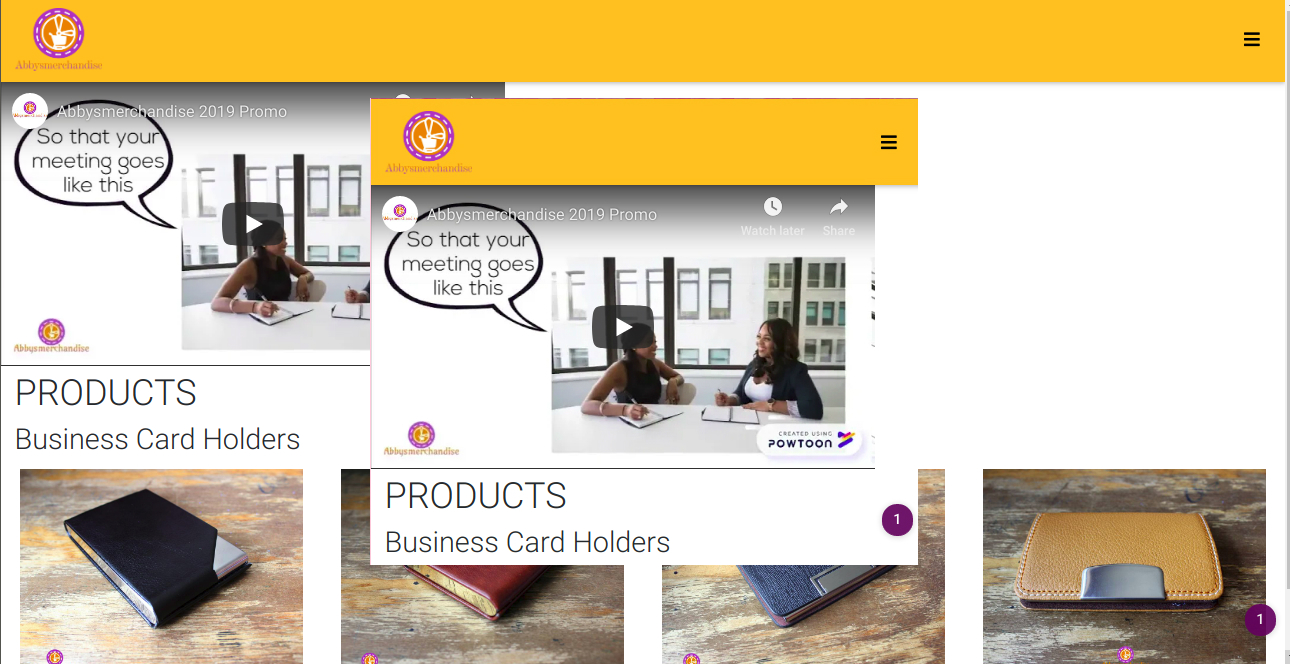 Abbysmerchandise
Abbysmerchandise 2019 Promo
So that your
meeting goes
like this
Abbysmerchandise
PRODUCTS
Business Card Holders
1
Abbysmerchandise
Abbysmerchandise 2019 Promo
Watch later
Share
So that your
meeting goes
like this
CREATED USING
POWTOON
Abbysmerchandise
PRODUCTS
Business Card Holders
1